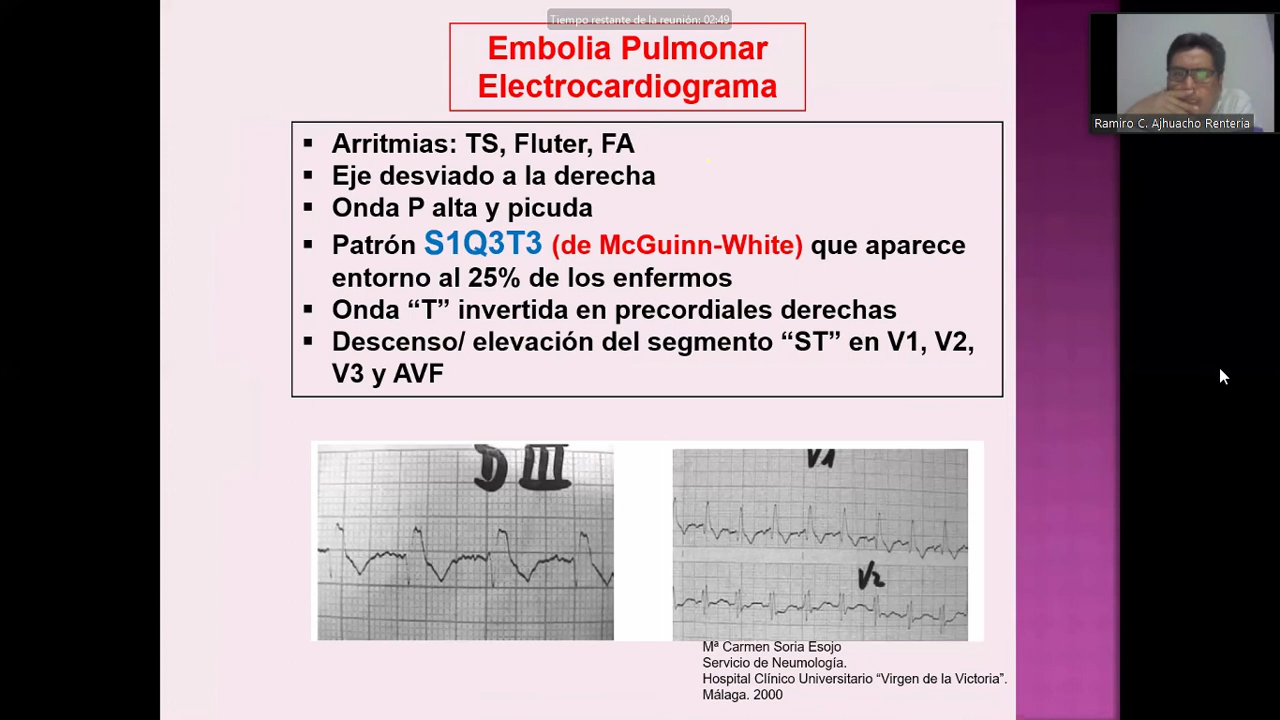 Tiempo restante de la reunión: 02:49
Embolia Pulmonar
Electrocardiograma
Ramiro C. Ajhuacho Renteria
▪ Arritmias: TS, Fluter, FA
▪ Eje desviado a la derecha
▪ Onda P alta y picuda
▪ Patrón S1Q3T3 (de McGuinn-White) que aparece
entorno al 25% de los enfermos
▪ Onda “T” invertida en precordiales derechas
▪ Descenso/ elevación del segmento “ST” en V1, V2,
V3 y AVF
D III
V1
V2
Mª Carmen Soria Esojo
Servicio de Neumología.
Hospital Clínico Universitario “Virgen de la Victoria”.
Málaga. 2000